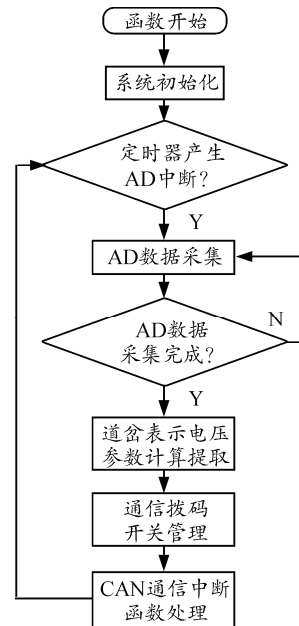 函数开始
系统初始化
定时器产生
AD中断?
Y
AD数据采集
AD数据
采集完成?
N
Y
道岔表示电压
参数计算提取
通信拨码
开关管理
CAN通信中断
函数处理